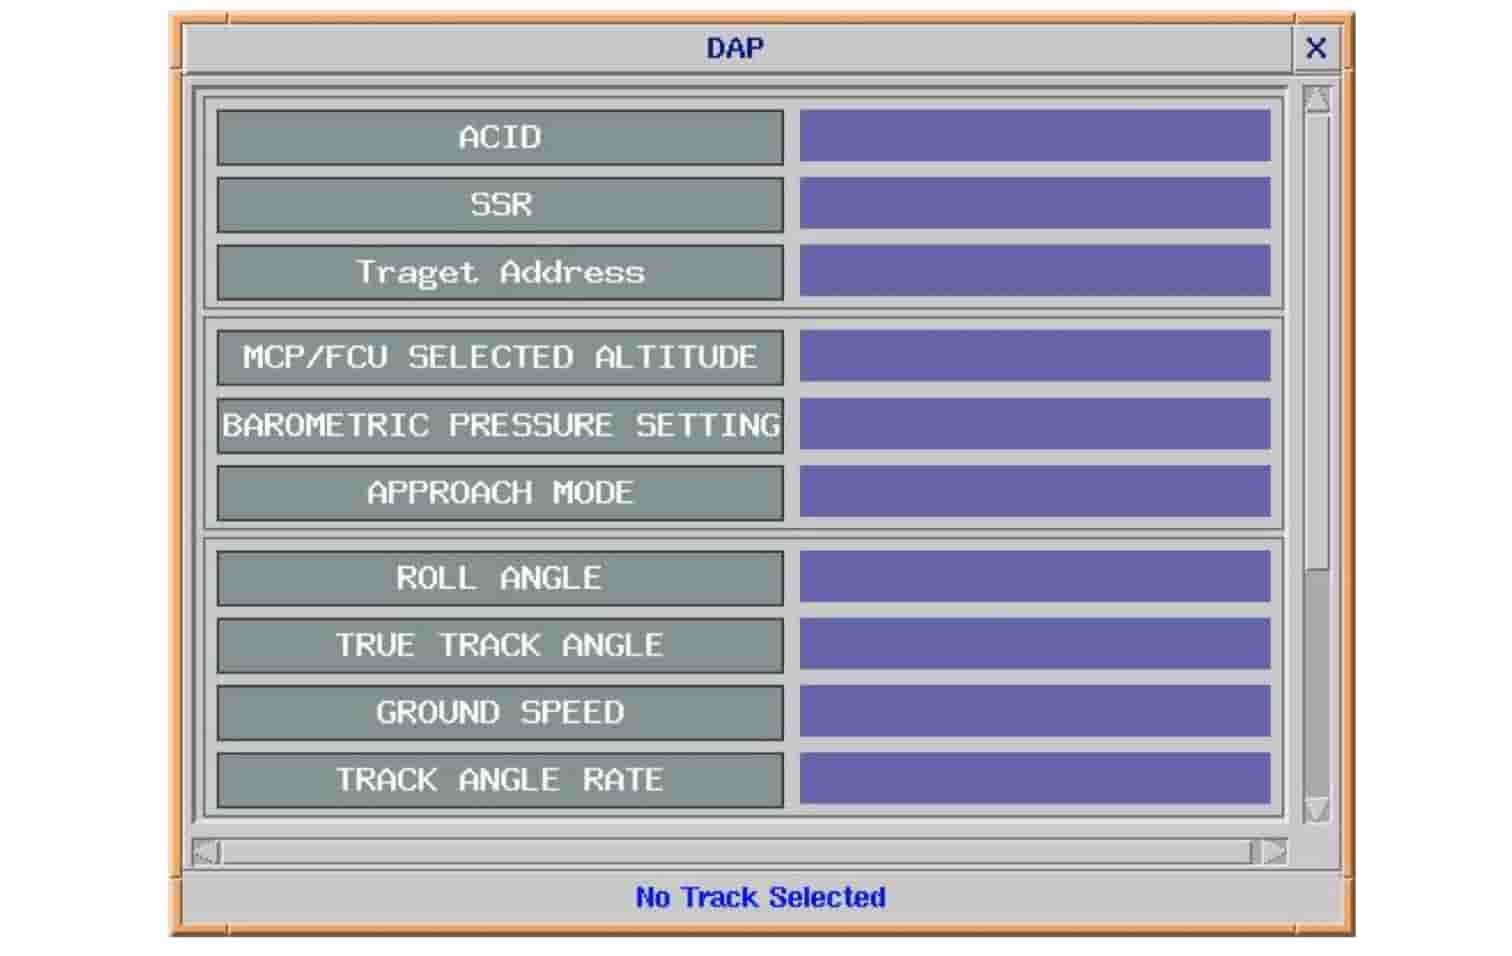 DAP
X
ACID
SSR
Traget Address
MCP/FCU SELECTED ALTITUDE
BAROMETRIC PRESSURE SETTING
APPROACH MODE
ROLL ANGLE
TRUE TRACK ANGLE
GROUND SPEED
TRACK ANGLE RATE
No Track Selected